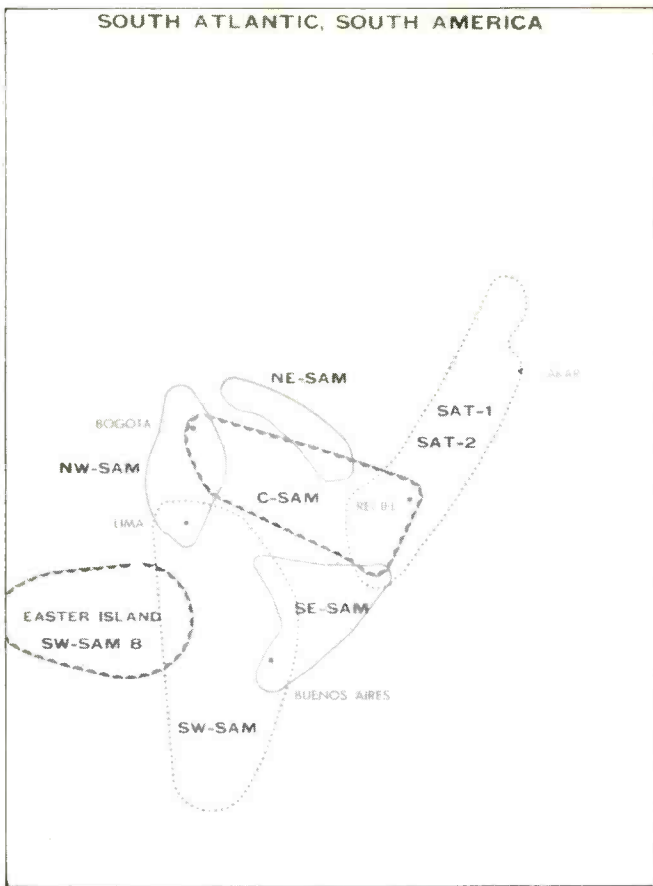 SOUTH ATLANTIC, SOUTH AMERICA
NE-SAM
AKAR
SAT-1
SAT-2
BOGOTA
NW-SAM
C-SAM
LIMA
EASTER ISLAND
SW-SAM 8
SE-SAM
BUENOS AIRES
SW-SAM